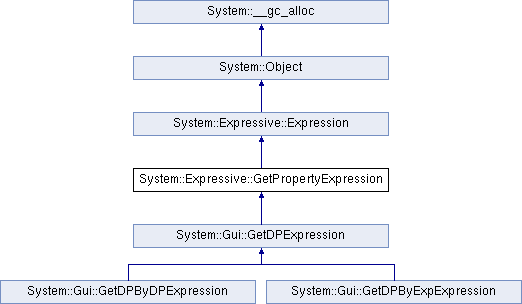 System::__gc_alloc
System::Object
System::Expressive::Expression
System::Expressive::GetPropertyExpression
System::Gui::GetDPExpression
System::Gui::GetDPByDPExpression
System::Gui::GetDPByExpExpression